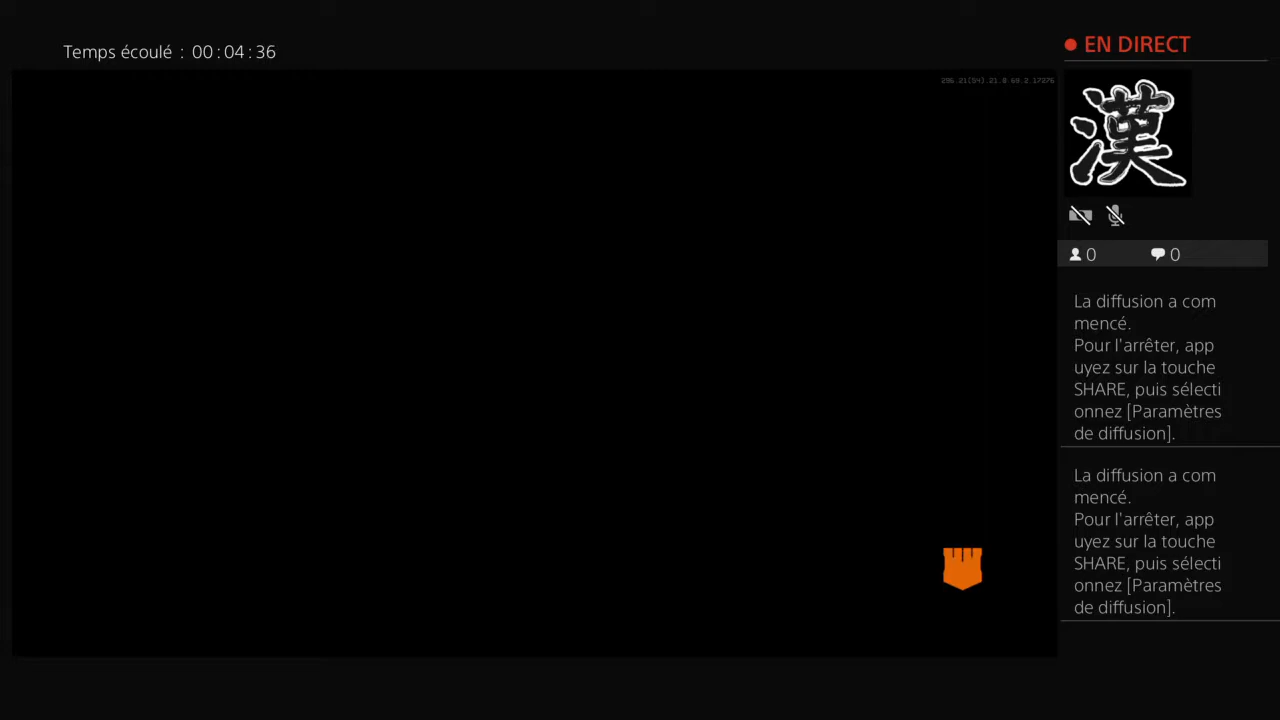 Temps écoulé : 00:04:36
EN DIRECT
漢
0
0
La diffusion a com
mencé.
Pour l'arrêter, app
uyez sur la touche
SHARE, puis sélecti
onnez [Paramètres
de diffusion].
La diffusion a com
mencé.
Pour l'arrêter, app
uyez sur la touche
SHARE, puis sélecti
onnez [Paramètres
de diffusion].